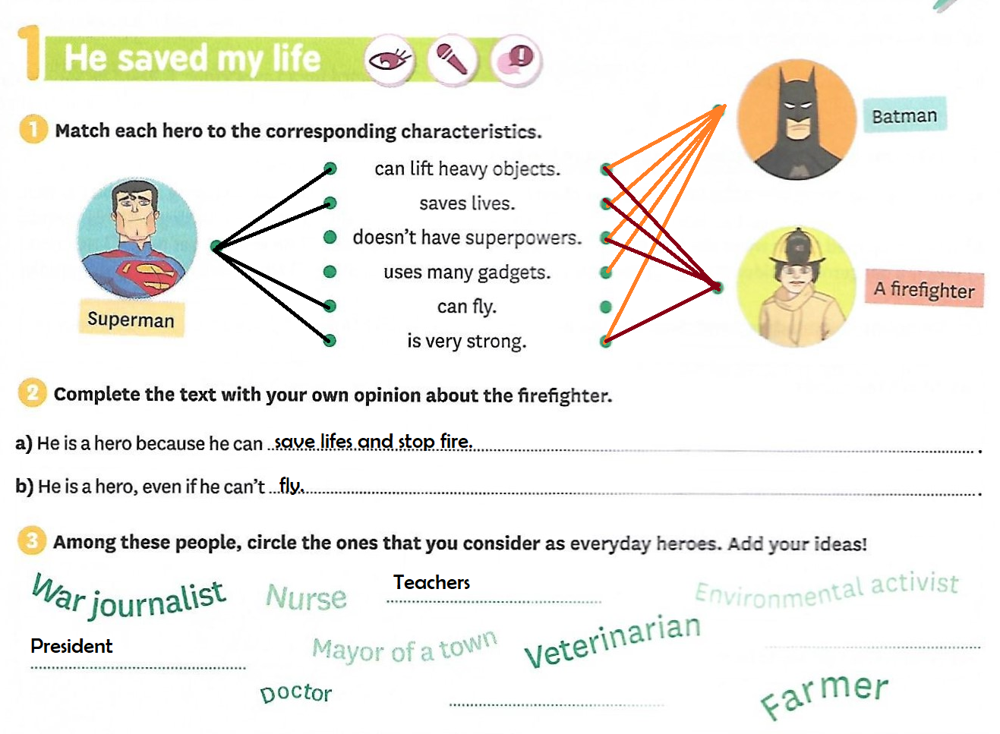 1 He saved my life
1 Match each hero to the corresponding characteristics.
Batman
can lift heavy objects.
saves lives.
doesn't have superpowers.
uses many gadgets.
can fly.
is very strong.
Superman
A firefighter
2 Complete the text with your own opinion about the firefighter.
a) He is a hero because he can save lifes and stop fire.
b) He is a hero, even if he can't fly.
3 Among these people, circle the ones that you consider as everyday heroes. Add your ideas!
War journalist
Nurse
Teachers
Environmental activist
President
Mayor of a town
Veterinarian
Doctor
Farmer